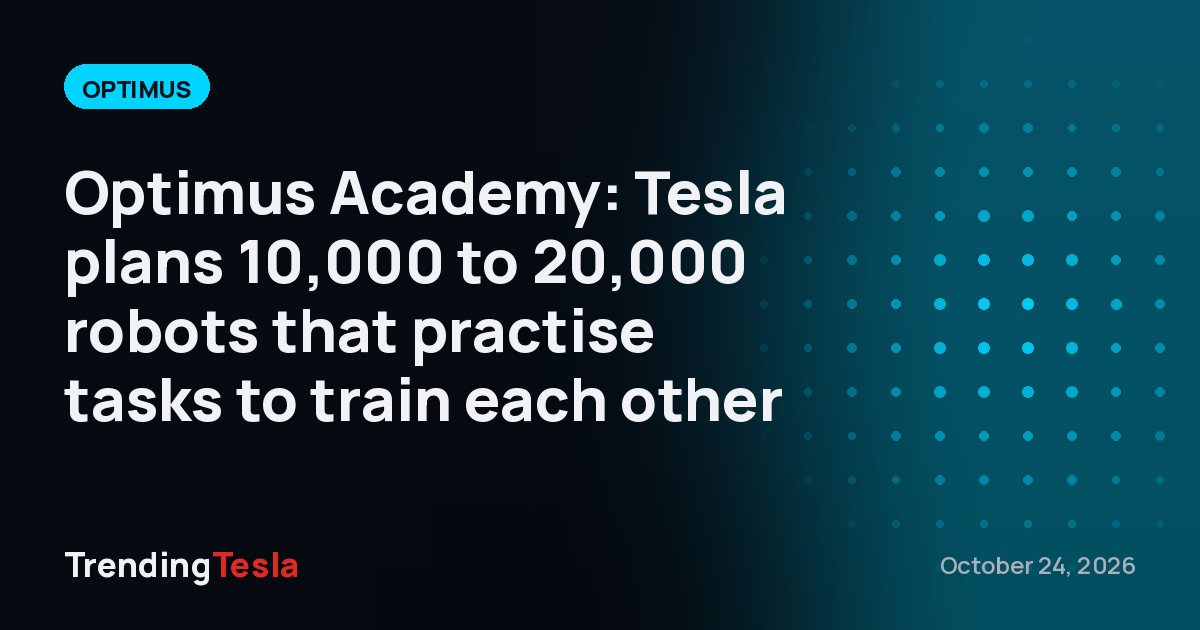 OPTIMUS
Optimus Academy: Tesla
plans 10,000 to 20,000
robots that practise
tasks to train each other
TrendingTesla
October 24, 2026